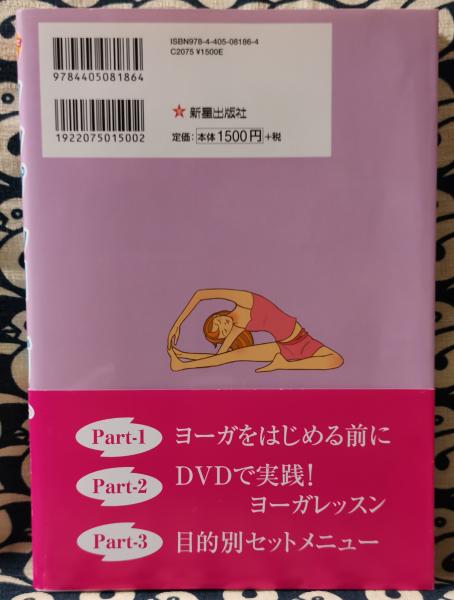 ISBN978-4-405-08186-4
C2075 ¥1500E
9784405081864
新星出版社
1922075015002
定価：本体1500円＋税
Part-1 ヨーガをはじめる前に
Part-2 DVDで実践！
ヨーガレッスン
Part-3 目的別セットメニュー